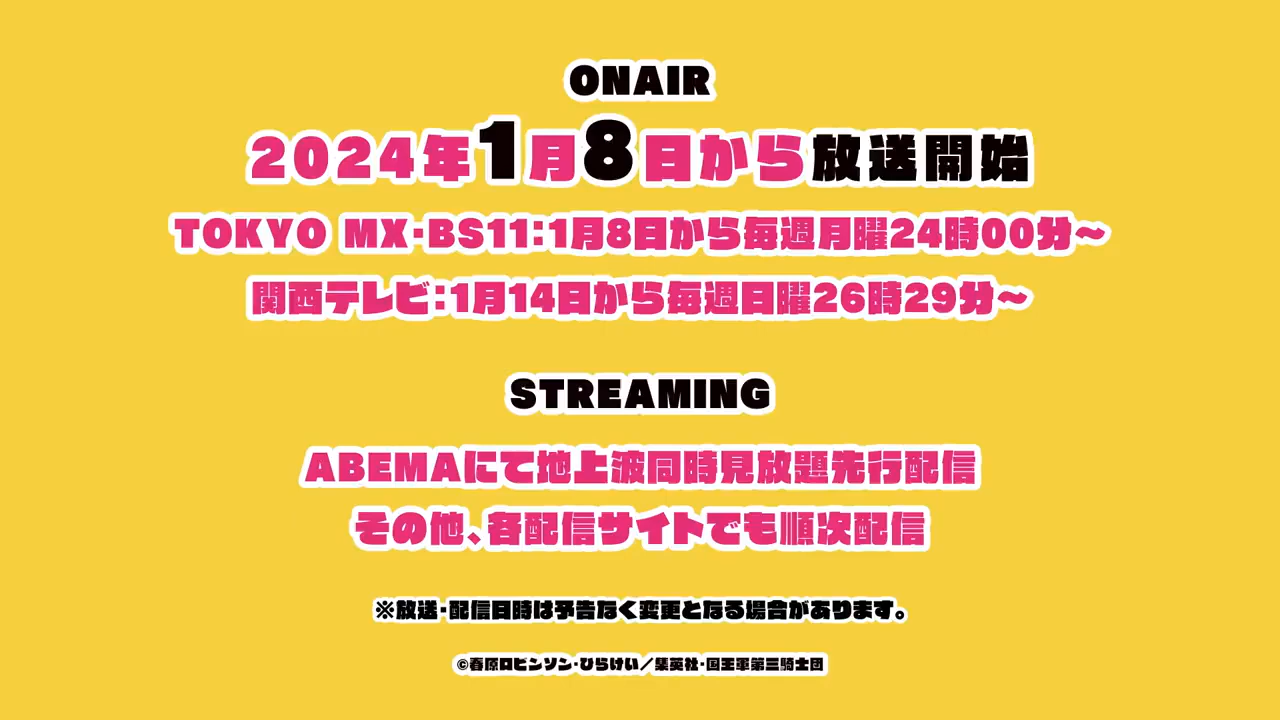 ONAIR
2024年1月8日から放送開始
TOKYO MX・BS11：1月8日から毎週月曜24時00分～
関西テレビ：1月14日から毎週日曜26時29分～
STREAMING
ABEMAにて地上波同時見放題先行配信
その他、各配信サイトでも順次配信
※放送・配信日時は予告なく変更となる場合があります。
©春原ロビンソン・ひらけい／集英社・国王軍第三騎士団